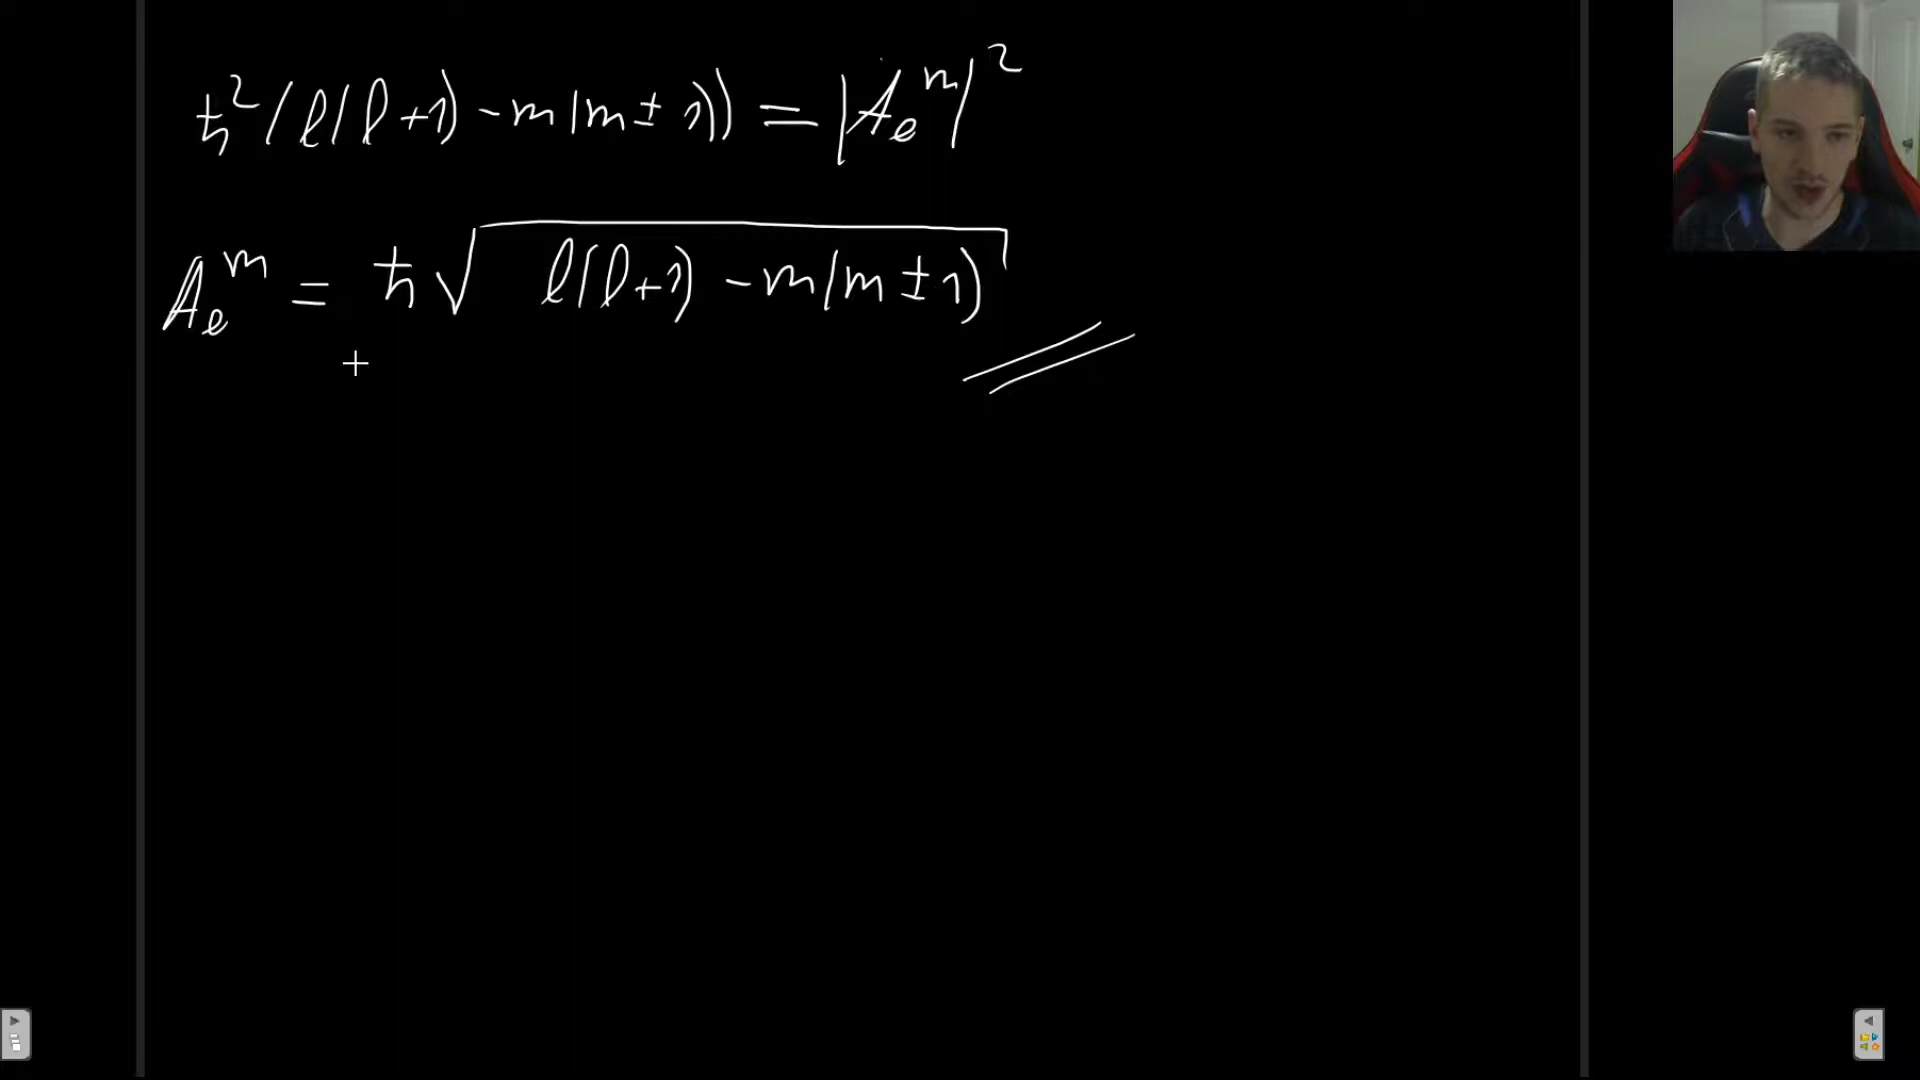 ħ²(l(l+1) - m(m ± 1)) = |A_l^m|²
A_l^m = ħ√(l(l+1) - m(m ± 1))